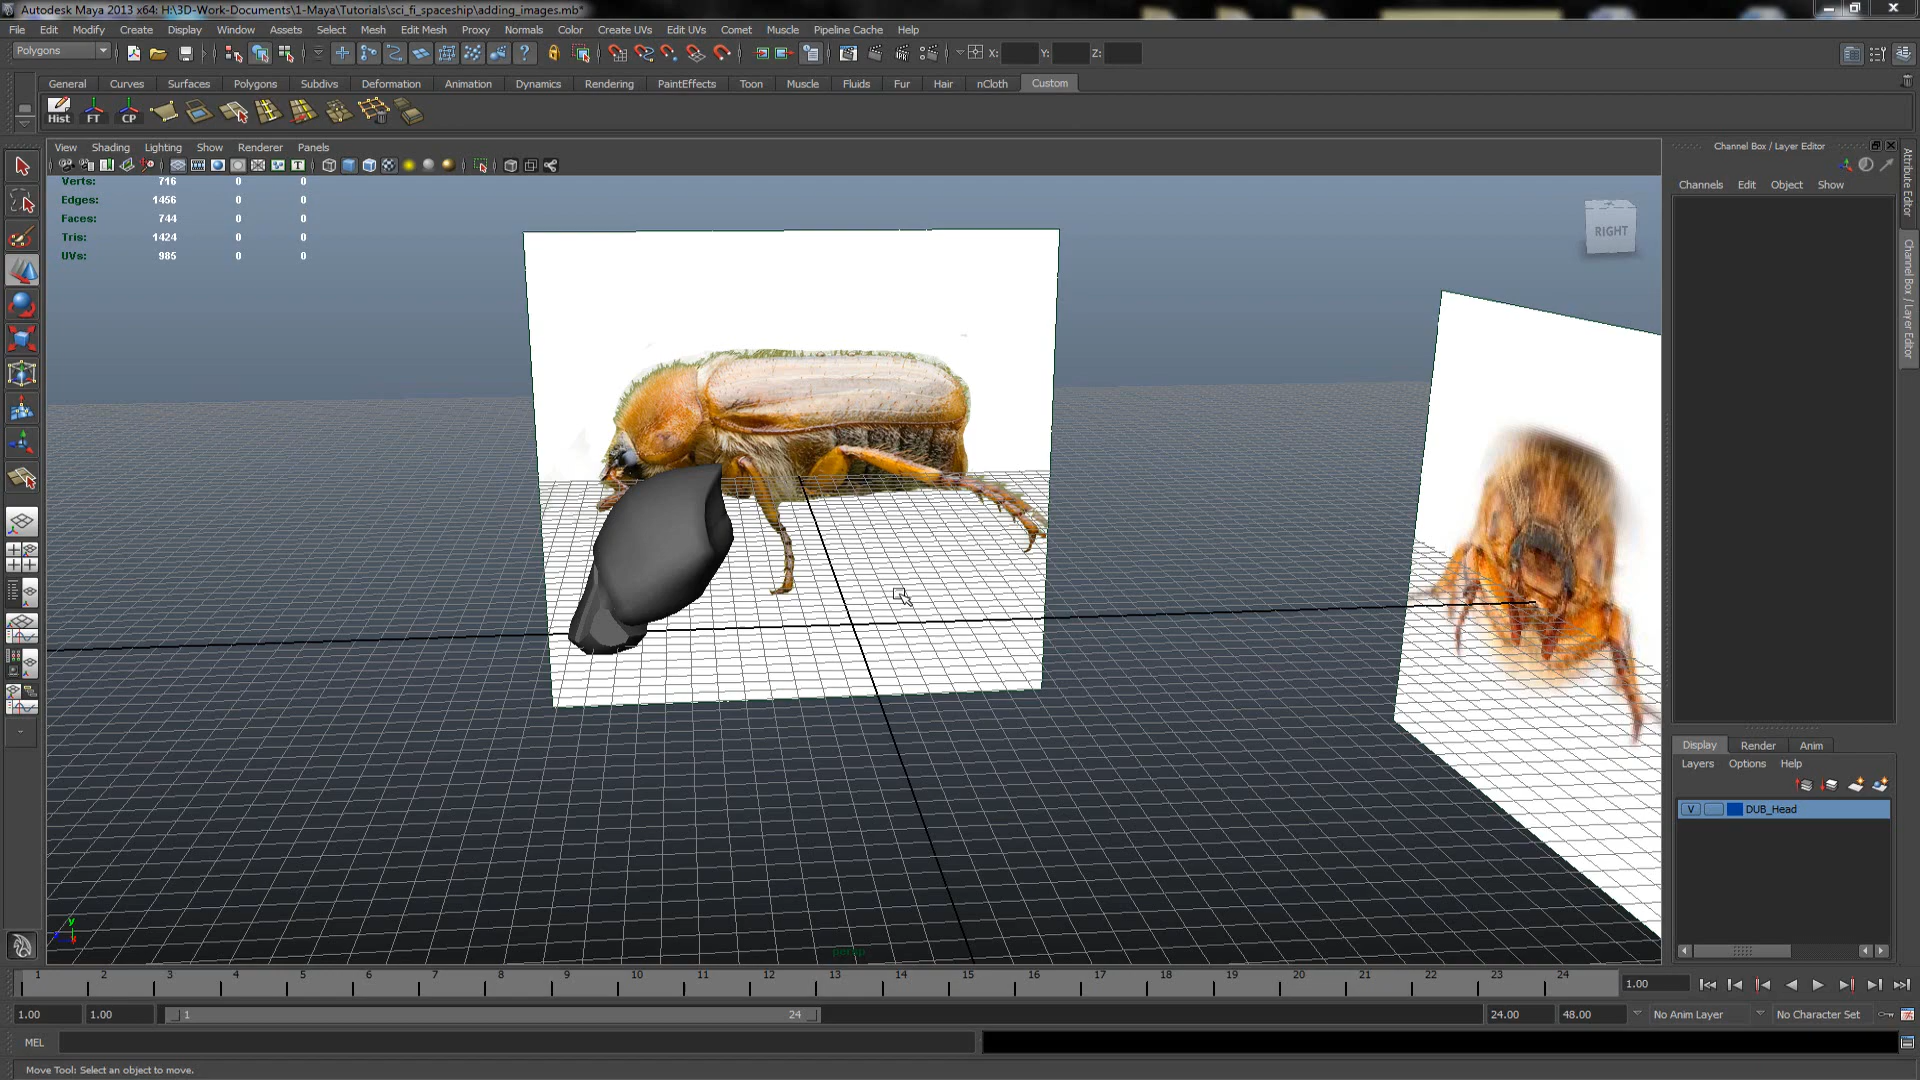 Autodesk Maya 2013 x64: H:\3D-Work-Documents\1-Maya\Tutorials\sci_fi_spaceship\adding_images.mb*
File Edit Modify Create Display Window Assets Select Mesh Edit Mesh Proxy Normals Color Create UVs Edit UVs Comet Muscle Pipeline Cache Help
Polygons X: Y: Z:
General Curves Surfaces Polygons Subdivs Deformation Animation Dynamics Rendering PaintEffects Toon Muscle Fluids Fur Hair nCloth Custom
Hist FT CP
View Shading Lighting Show Renderer Panels
Channel Box / Layer Editor
Channels Edit Object Show
Attribute Editor
Channel Box / Layer Editor
Verts: 716 0 0
Edges: 1456 0 0
Faces: 744 0 0
Tris: 1424 0 0
UVs: 985 0 0
RIGHT
persp
Display Render Anim
Layers Options Help
V DUB_Head
1 2 3 4 5 6 7 8 9 10 11 12 13 14 15 16 17 18 19 20 21 22 23 24 1.00
1.00 1.00 1 24 24.00 48.00 No Anim Layer No Character Set
MEL
Move Tool: Select an object to move.